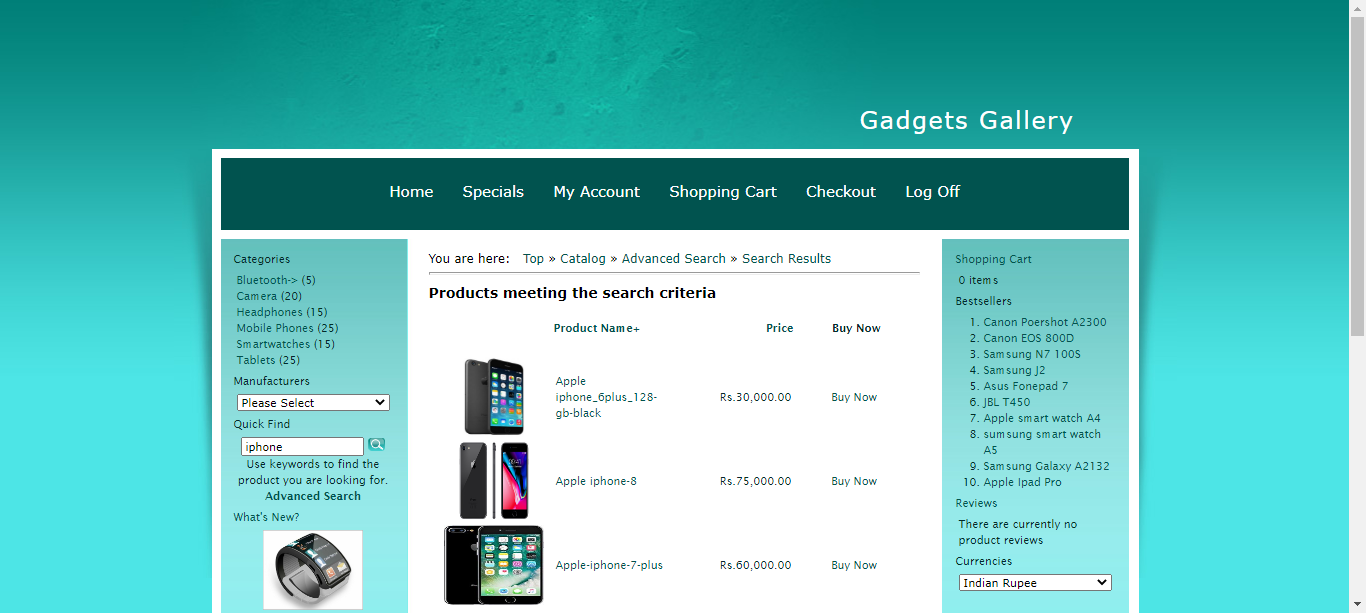 Gadgets Gallery
Home Specials My Account Shopping Cart Checkout Log Off
Categories
Bluetooth-> (5)
Camera (20)
Headphones (15)
Mobile Phones (25)
Smartwatches (15)
Tablets (25)
Manufacturers
Please Select
Quick Find
iphone
Use keywords to find the
product you are looking for.
Advanced Search
What's New?
You are here: Top » Catalog » Advanced Search » Search Results
Products meeting the search criteria
Product Name+ Price Buy Now
Apple
iphone_6plus_128-
gb-black
Rs.30,000.00 Buy Now
Apple iphone-8 Rs.75,000.00 Buy Now
Apple-iphone-7-plus Rs.60,000.00 Buy Now
Shopping Cart
0 items
Bestsellers
1. Canon Poershot A2300
2. Canon EOS 800D
3. Samsung N7 100S
4. Samsung J2
5. Asus Fonepad 7
6. JBL T450
7. Apple smart watch A4
8. sumsung smart watch
A5
9. Samsung Galaxy A2132
10. Apple Ipad Pro
Reviews
There are currently no
product reviews
Currencies
Indian Rupee